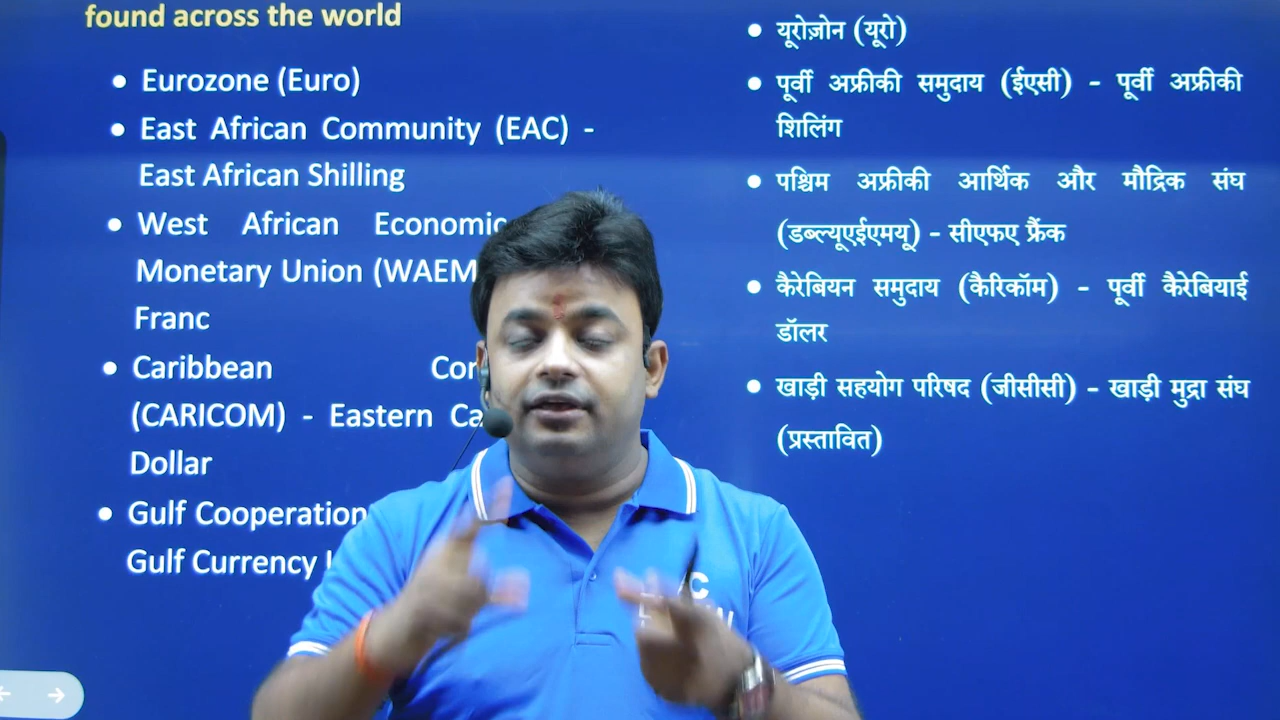 found across the world
• Eurozone (Euro)
• East African Community (EAC) -
East African Shilling
• West African Economic
Monetary Union (WAEM
Franc
• Caribbean
(CARICOM) - Eastern
Dollar
• Gulf Cooperation
Gulf Currency
• यूरोज़ोन (यूरो)
• पूर्वी अफ्रीकी समुदाय (ईएसी) - पूर्वी अफ्रीकी
शिलिंग
• पश्चिम अफ्रीकी आर्थिक और मौद्रिक संघ
(डब्ल्यूएईएमयू) - सीएफए फ्रैंक
• कैरेबियन समुदाय (कैरिकॉम) - पूर्वी कैरेबियाई
डॉलर
• खाड़ी सहयोग परिषद (जीसीसी) - खाड़ी मुद्रा संघ
(प्रस्तावित)